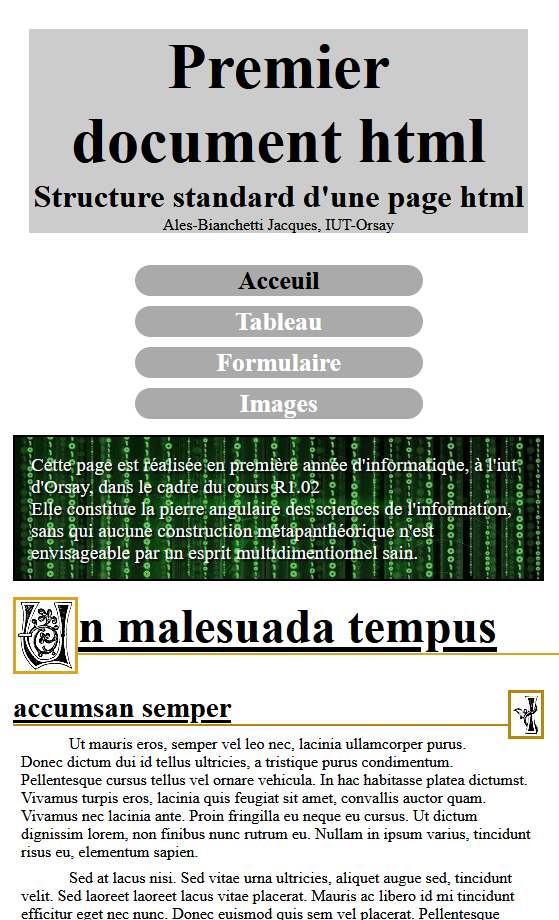 Premier
document html
Structure standard d'une page html
Ales-Bianchetti Jacques, IUT-Orsay
Acceuil
Tableau
Formulaire
Images
Cette page est réalisée en première année d'informatique, à l'iut
d'Orsay, dans le cadre du cours R1.02
Elle constitue la pierre angulaire des sciences de l'information,
sans qui aucune construction métapanthéorique n'est
envisageable par un esprit multidimentionnel sain.
Un malesuada tempus
accumsan semper
Ut mauris eros, semper vel leo nec, lacinia ullamcorper purus.
Donec dictum dui id tellus ultricies, a tristique purus condimentum.
Pellentesque cursus tellus vel ornare vehicula. In hac habitasse platea dictumst.
Vivamus turpis eros, lacinia quis feugiat sit amet, convallis auctor quam.
Vivamus nec lacinia ante. Proin fringilla eu neque eu cursus. Ut dictum
dignissim lorem, non finibus nunc rutrum eu. Nullam in ipsum varius, tincidunt
risus eu, elementum sapien.
Sed at lacus nisi. Sed vitae urna ultricies, aliquet augue sed, tincidunt
velit. Sed laoreet laoreet lacus vitae placerat. Mauris ac libero id mi tincidunt
efficitur eget nec nunc. Donec euismod quis sem vel placerat. Pellentesque